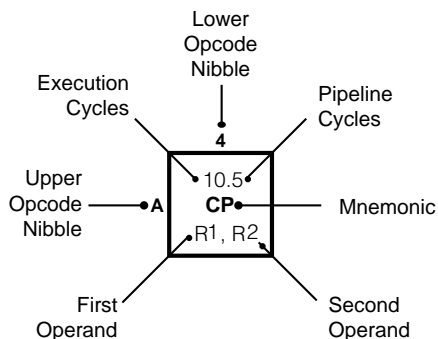 Lower
Opcode
Nibble
Execution
Cycles
Pipeline
Cycles
4
10.5
Upper
Opcode
Nibble
A
CP
Mnemonic
R1, R2
First
Operand
Second
Operand